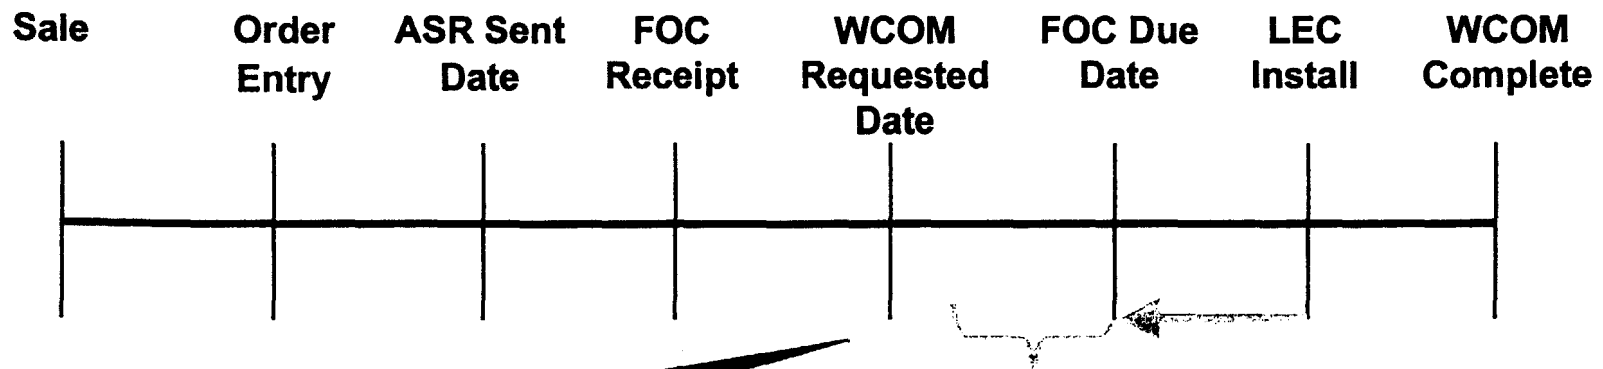 Sale
Order
Entry
ASR Sent
Date
FOC
Receipt
WCOM
Requested
Date
FOC Due
Date
LEC
Install
WCOM
Complete